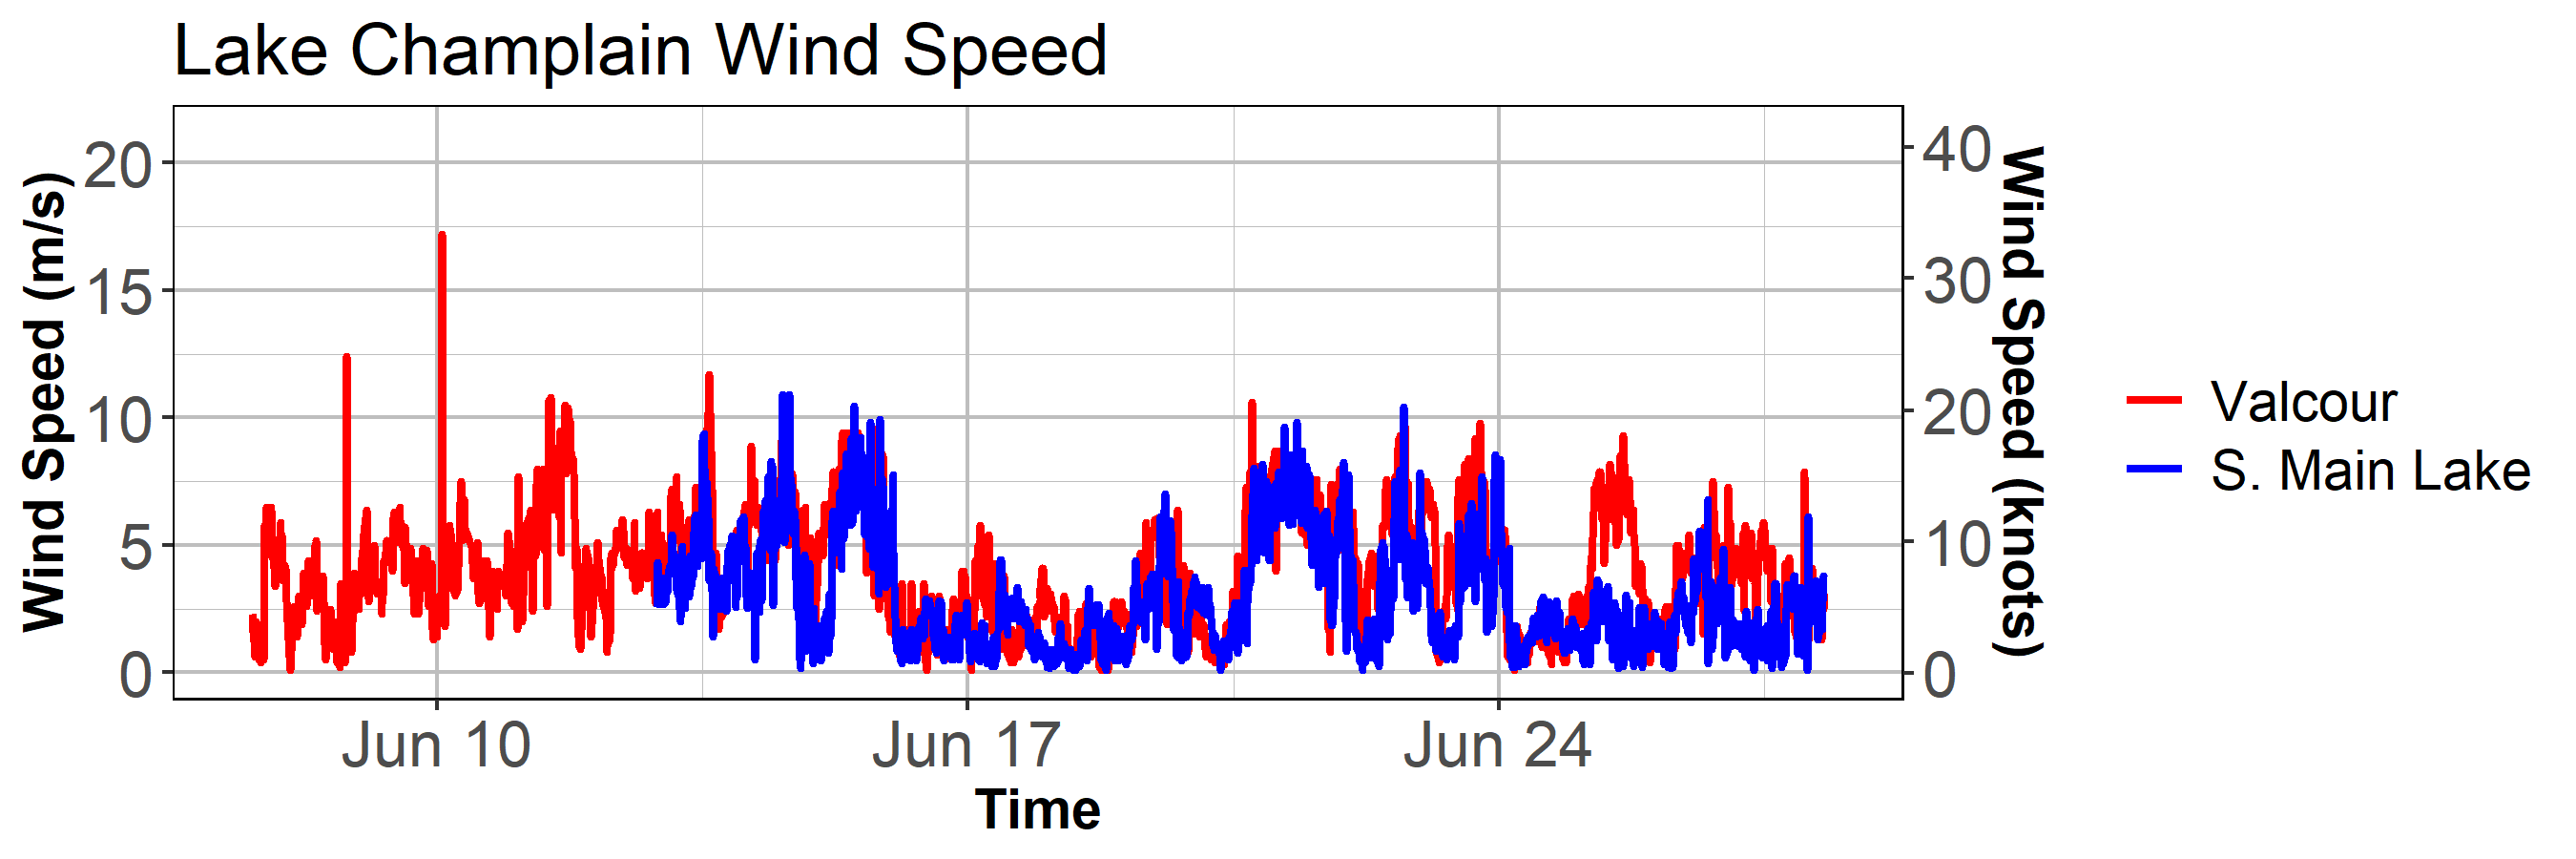 Lake Champlain Wind Speed
Wind Speed (m/s)
20
15
10
5
0
40
30
20
10
0
Wind Speed (knots)
Jun 10
Jun 17
Jun 24
Time
Valcour
S. Main Lake